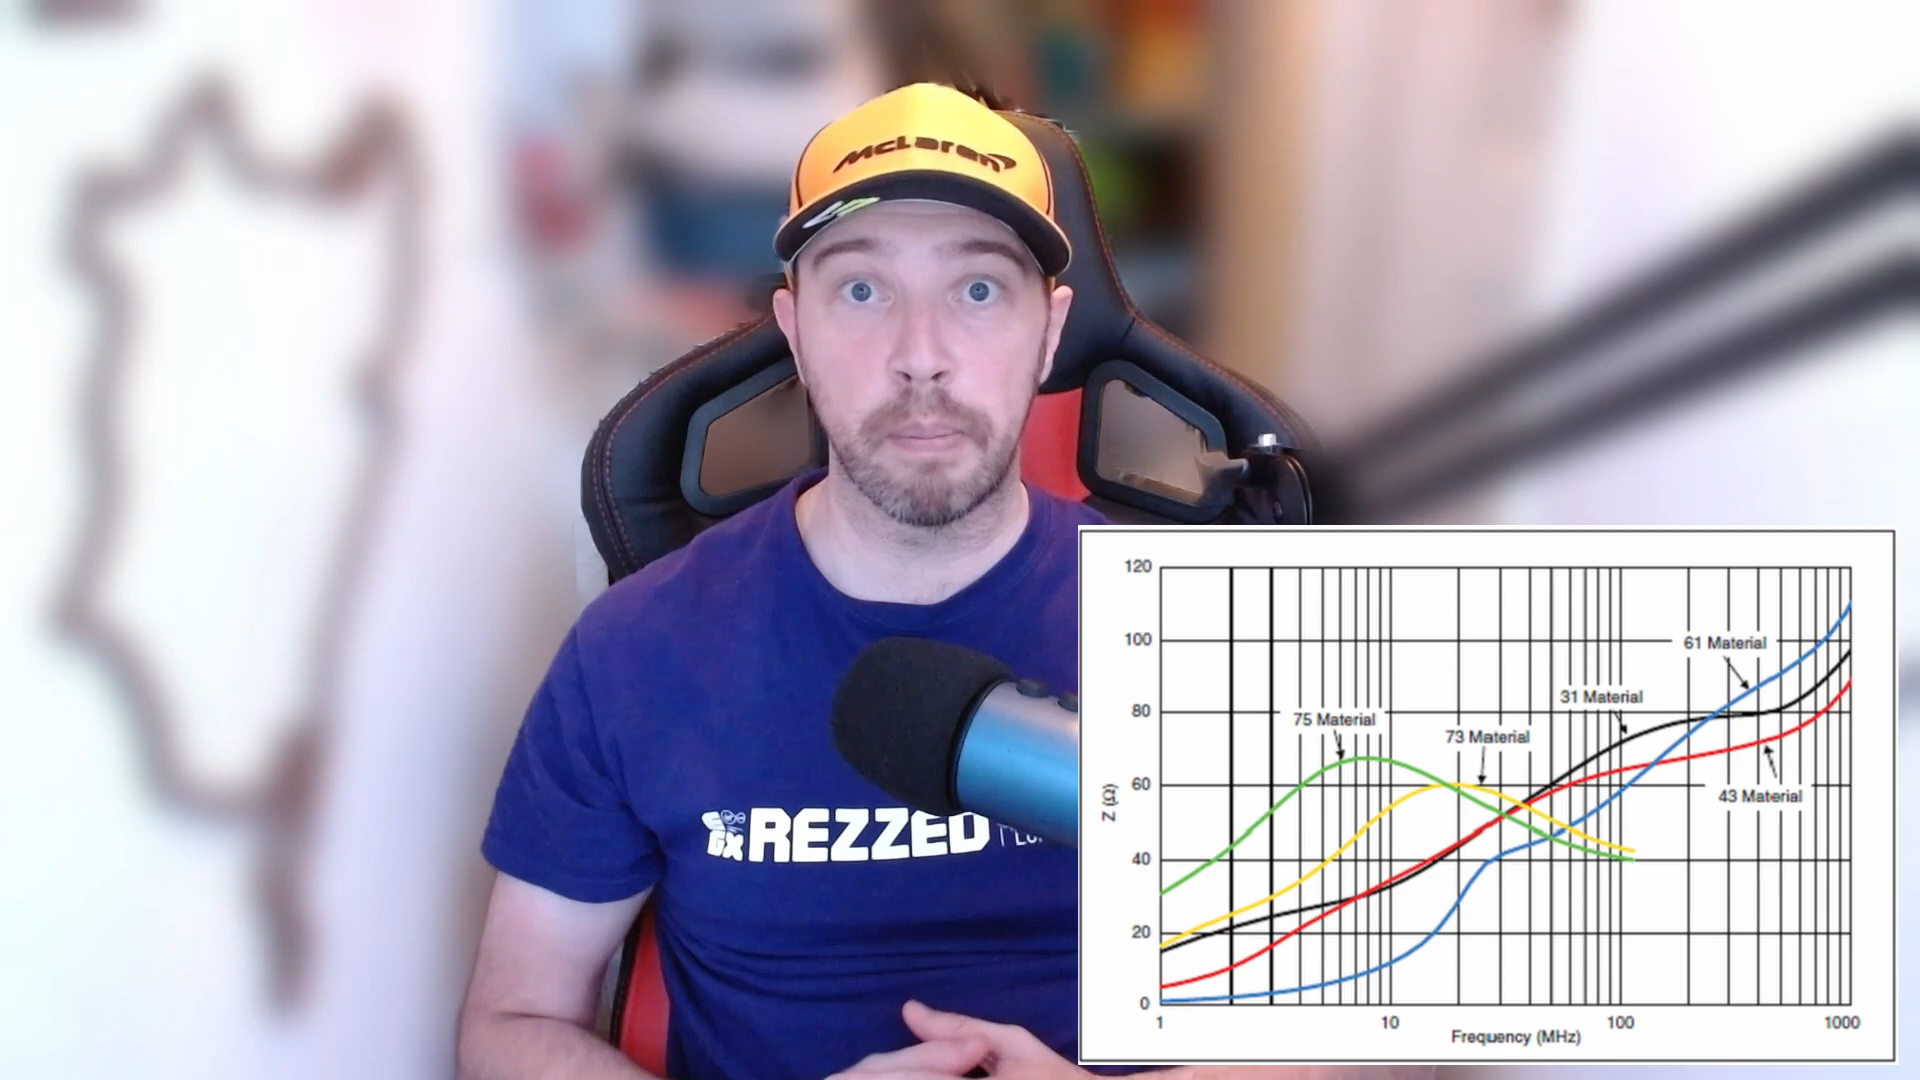 McLaren
EGX REZZED
120
100
80
60
40
20
0
Z (Ω)
61 Material
31 Material
75 Material
73 Material
43 Material
1
10
100
1000
Frequency (MHz)